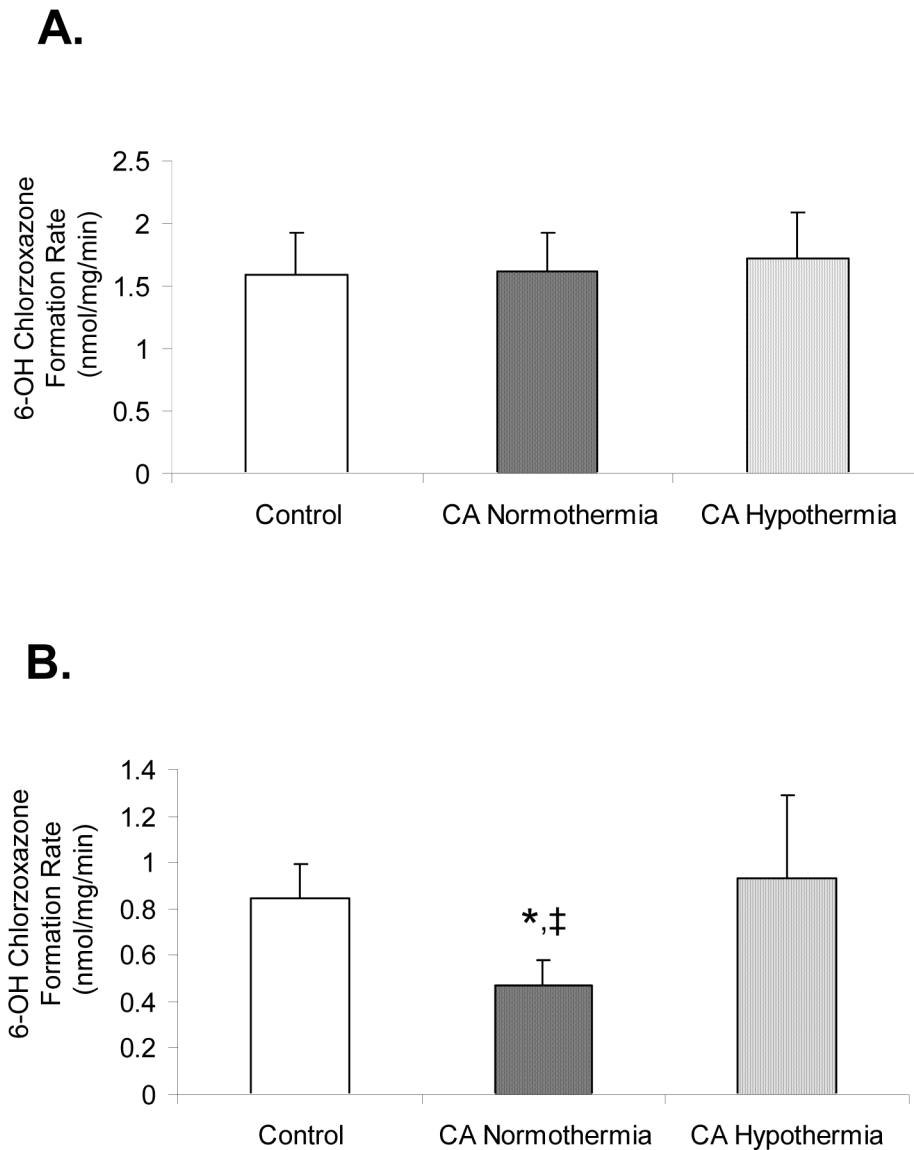 A.
6-OH Chlorzoxazone
Formation Rate
(nmol/mg/min)
2.5
2
1.5
1
0.5
0
Control CA Normothermia CA Hypothermia
B.
6-OH Chlorzoxazone
Formation Rate
(nmol/mg/min)
1.4
1.2
1
0.8
0.6
0.4
0.2
0
*,‡
Control CA Normothermia CA Hypothermia